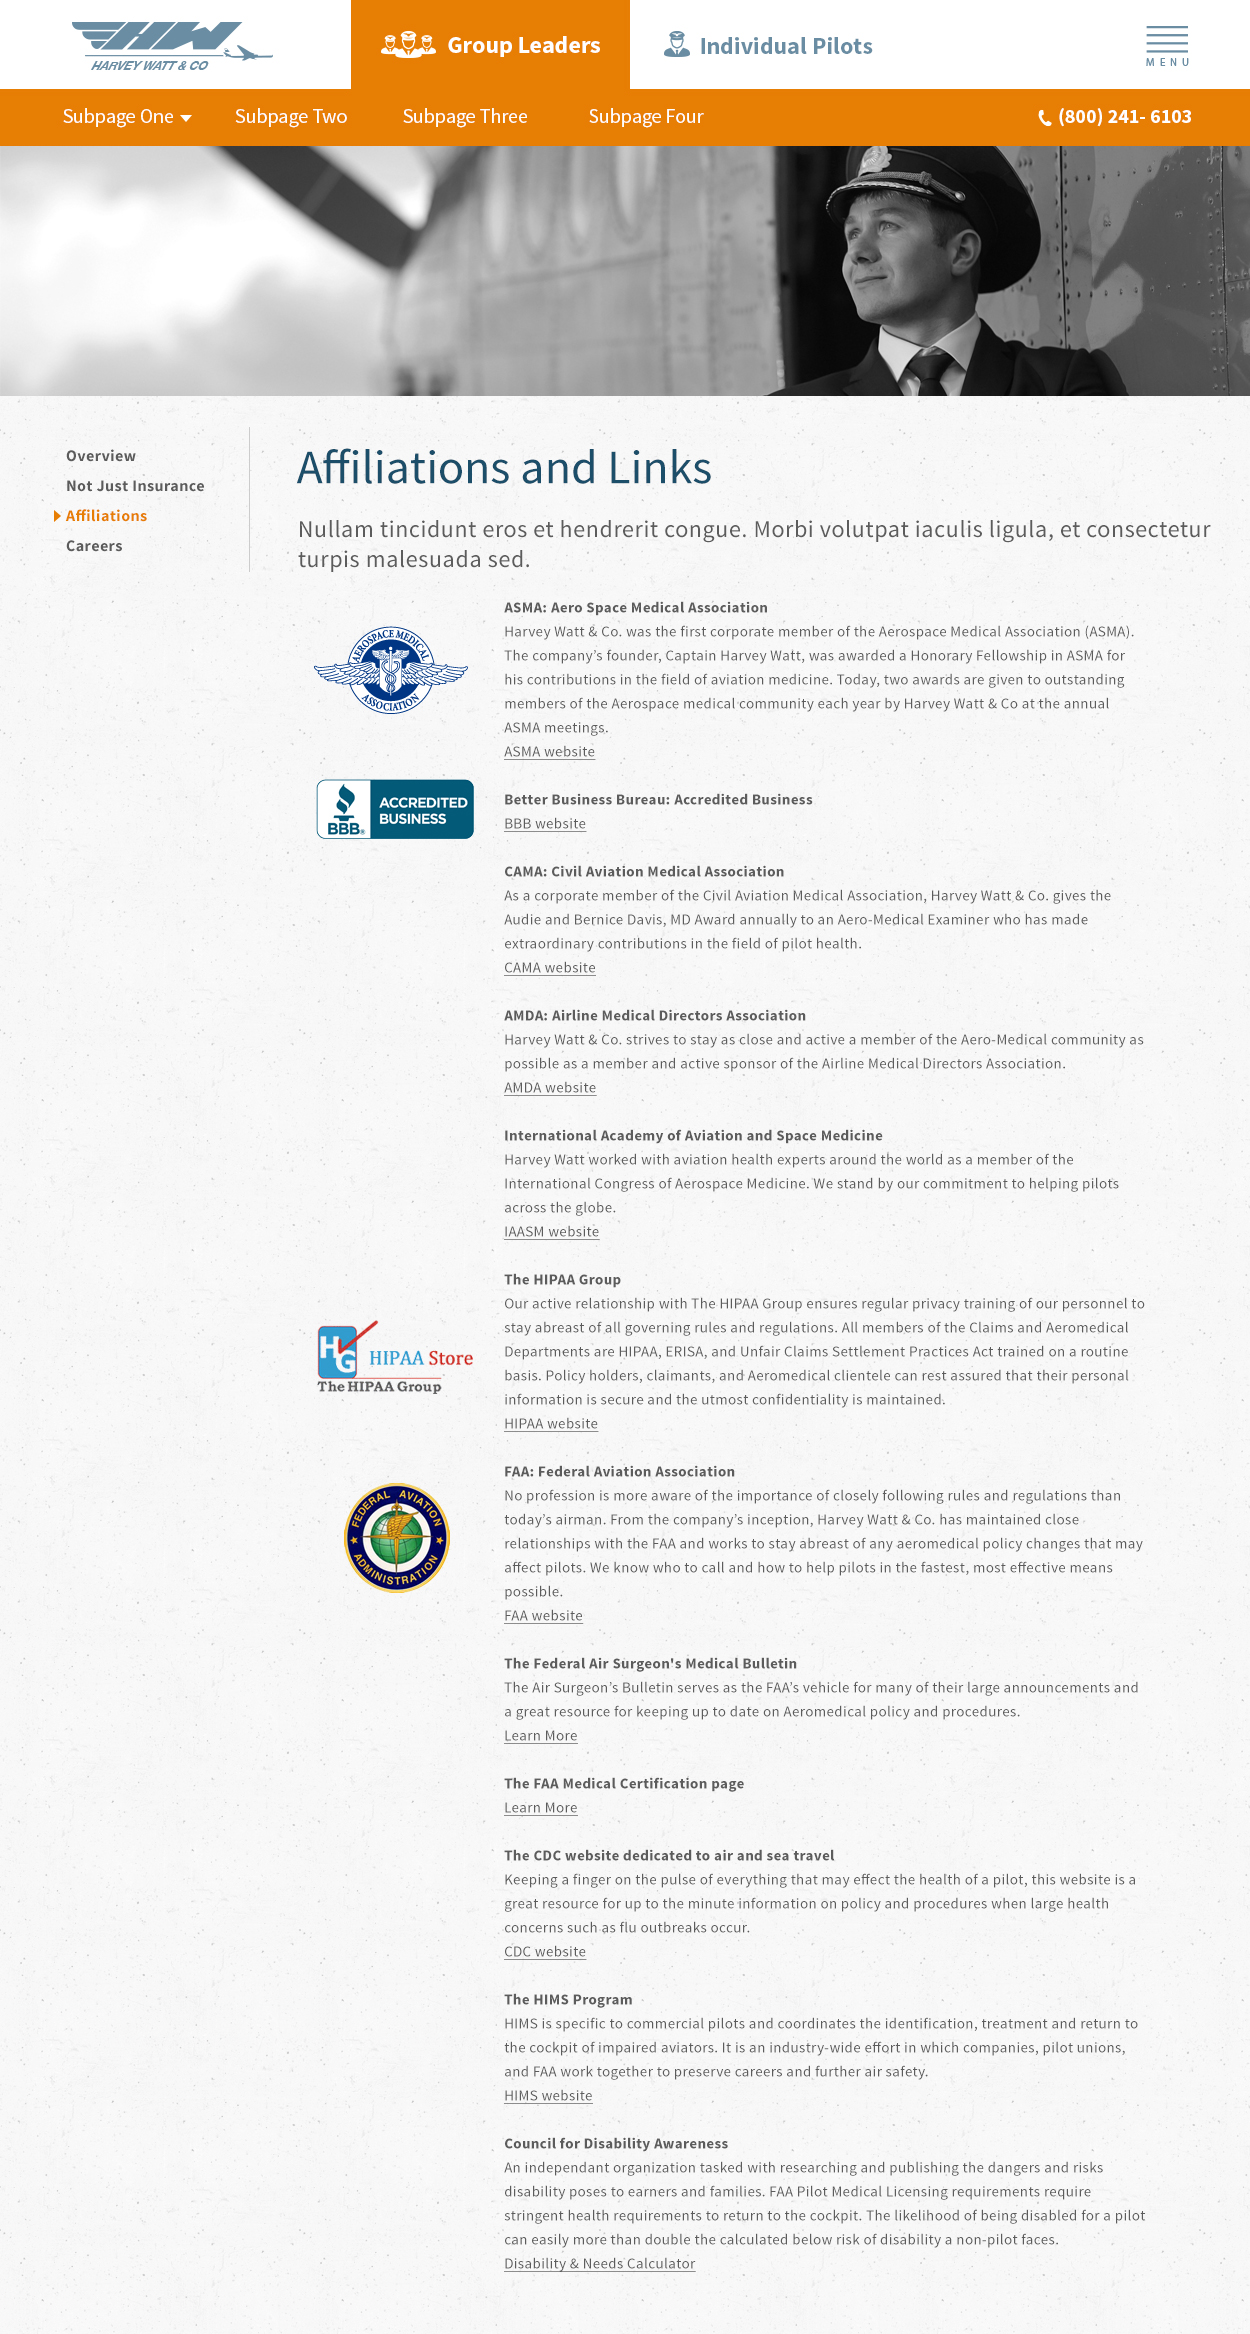 HW
HARVEY WATT & CO
Group Leaders
Individual Pilots
MENU
Subpage One
Subpage Two
Subpage Three
Subpage Four
(800) 241- 6103
Overview
Not Just Insurance
Affiliations
Careers
Affiliations and Links
Nullam tincidunt eros et hendrerit congue. Morbi volutpat iaculis ligula, et consectetur
turpis malesuada sed.
AEROSPACE MEDICAL
ASSOCIATION
ASMA: Aero Space Medical Association
Harvey Watt & Co. was the first corporate member of the Aerospace Medical Association (ASMA).
The company’s founder, Captain Harvey Watt, was awarded a Honorary Fellowship in ASMA for
his contributions in the field of aviation medicine. Today, two awards are given to outstanding
members of the Aerospace medical community each year by Harvey Watt & Co at the annual
ASMA meetings.
ASMA website
BBB®
ACCREDITED
BUSINESS
Better Business Bureau: Accredited Business
BBB website
CAMA: Civil Aviation Medical Association
As a corporate member of the Civil Aviation Medical Association, Harvey Watt & Co. gives the
Audie and Bernice Davis, MD Award annually to an Aero-Medical Examiner who has made
extraordinary contributions in the field of pilot health.
CAMA website
AMDA: Airline Medical Directors Association
Harvey Watt & Co. strives to stay as close and active a member of the Aero-Medical community as
possible as a member and active sponsor of the Airline Medical Directors Association.
AMDA website
International Academy of Aviation and Space Medicine
Harvey Watt worked with aviation health experts around the world as a member of the
International Congress of Aerospace Medicine. We stand by our commitment to helping pilots
across the globe.
IAASM website
HG
HIPAA Store
The HIPAA Group
The HIPAA Group
Our active relationship with The HIPAA Group ensures regular privacy training of our personnel to
stay abreast of all governing rules and regulations. All members of the Claims and Aeromedical
Departments are HIPAA, ERISA, and Unfair Claims Settlement Practices Act trained on a routine
basis. Policy holders, claimants, and Aeromedical clientele can rest assured that their personal
information is secure and the utmost confidentiality is maintained.
HIPAA website
FEDERAL AVIATION
ADMINISTRATION
FAA: Federal Aviation Association
No profession is more aware of the importance of closely following rules and regulations than
today’s airman. From the company’s inception, Harvey Watt & Co. has maintained close
relationships with the FAA and works to stay abreast of any aeromedical policy changes that may
affect pilots. We know who to call and how to help pilots in the fastest, most effective means
possible.
FAA website
The Federal Air Surgeon's Medical Bulletin
The Air Surgeon’s Bulletin serves as the FAA’s vehicle for many of their large announcements and
a great resource for keeping up to date on Aeromedical policy and procedures.
Learn More
The FAA Medical Certification page
Learn More
The CDC website dedicated to air and sea travel
Keeping a finger on the pulse of everything that may effect the health of a pilot, this website is a
great resource for up to the minute information on policy and procedures when large health
concerns such as flu outbreaks occur.
CDC website
The HIMS Program
HIMS is specific to commercial pilots and coordinates the identification, treatment and return to
the cockpit of impaired aviators. It is an industry-wide effort in which companies, pilot unions,
and FAA work together to preserve careers and further air safety.
HIMS website
Council for Disability Awareness
An independant organization tasked with researching and publishing the dangers and risks
disability poses to earners and families. FAA Pilot Medical Licensing requirements require
stringent health requirements to return to the cockpit. The likelihood of being disabled for a pilot
can easily more than double the calculated below risk of disability a non-pilot faces.
Disability & Needs Calculator